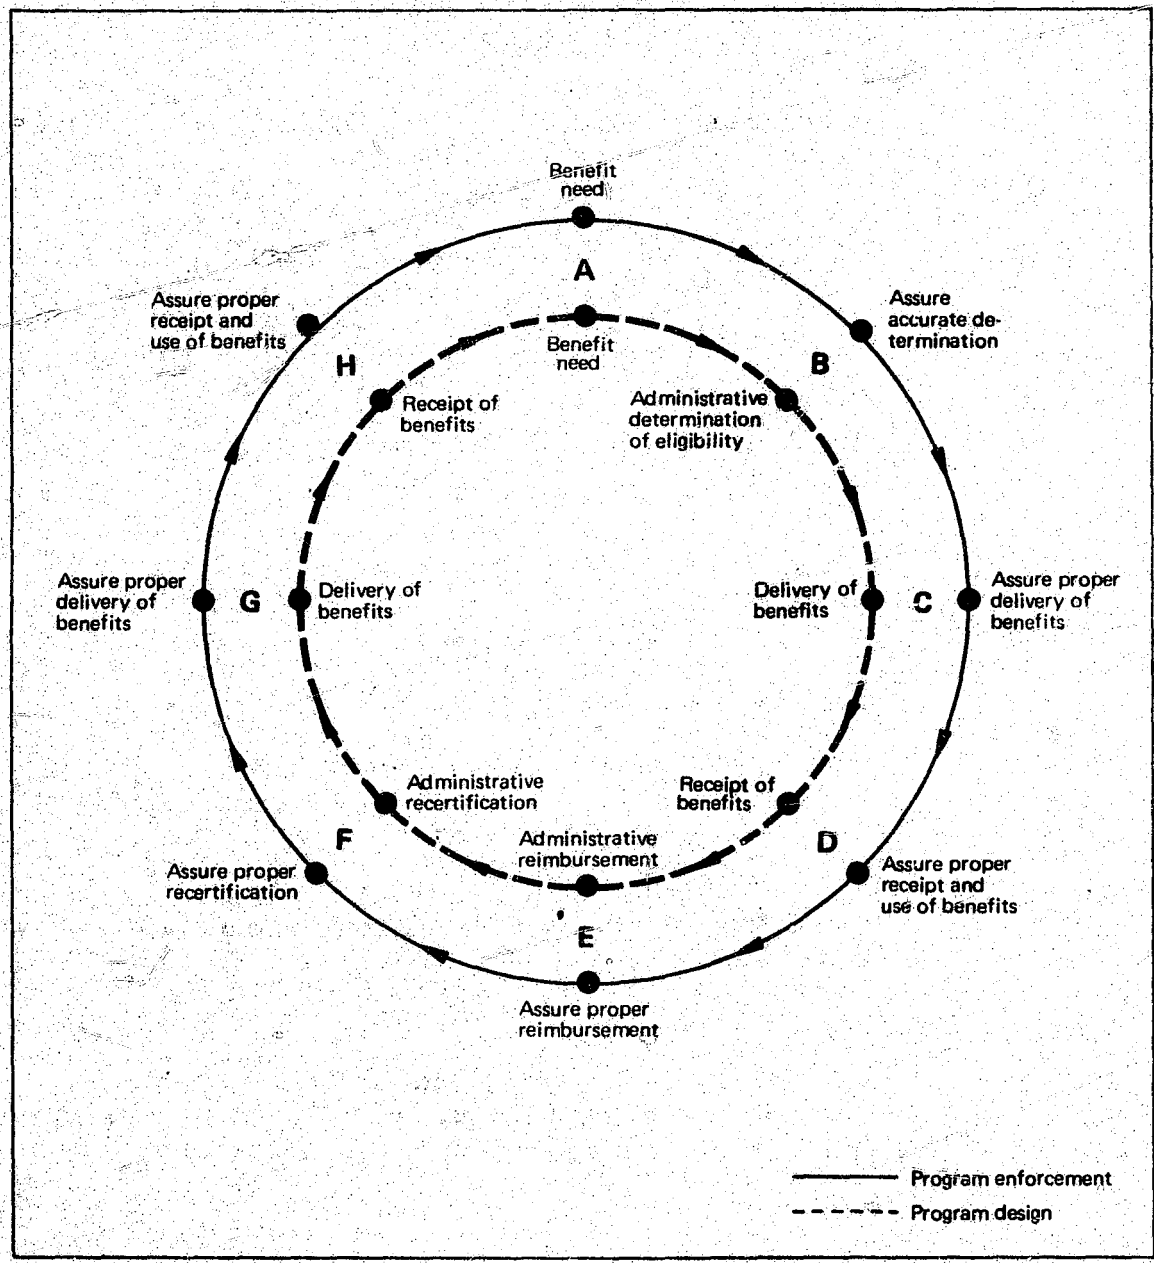 Benefit
need
A
Benefit
need
Assure
accurate de-
termination
B
Administrative
determination
of eligibility
Assure proper
delivery of
benefits
C
Delivery of
benefits
Assure proper
receipt and
use of benefits
D
Receipt of
benefits
Assure proper
reimbursement
E
Administrative
reimbursement
Assure proper
recertification
F
Administrative
recertification
Assure proper
delivery of
benefits
G
Delivery of
benefits
Assure proper
receipt and
use of benefits
H
Receipt of
benefits
Program enforcement
Program design